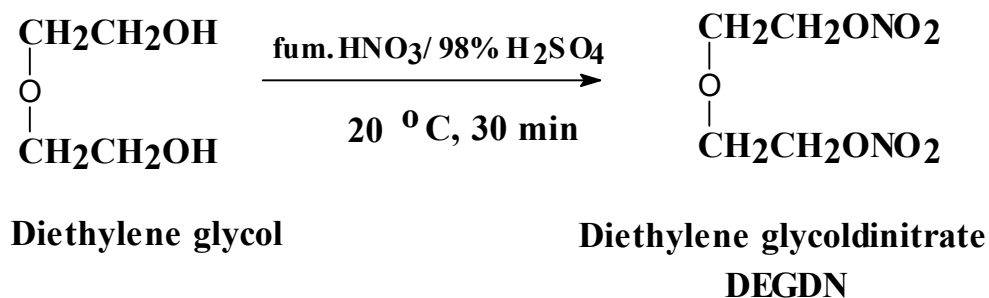 CH2CH2OH
O
CH2CH2OH
fum. HNO3/ 98% H2SO4
20 °C, 30 min
CH2CH2ONO2
O
CH2CH2ONO2
Diethylene glycol
Diethylene glycoldinitrate
DEGDN